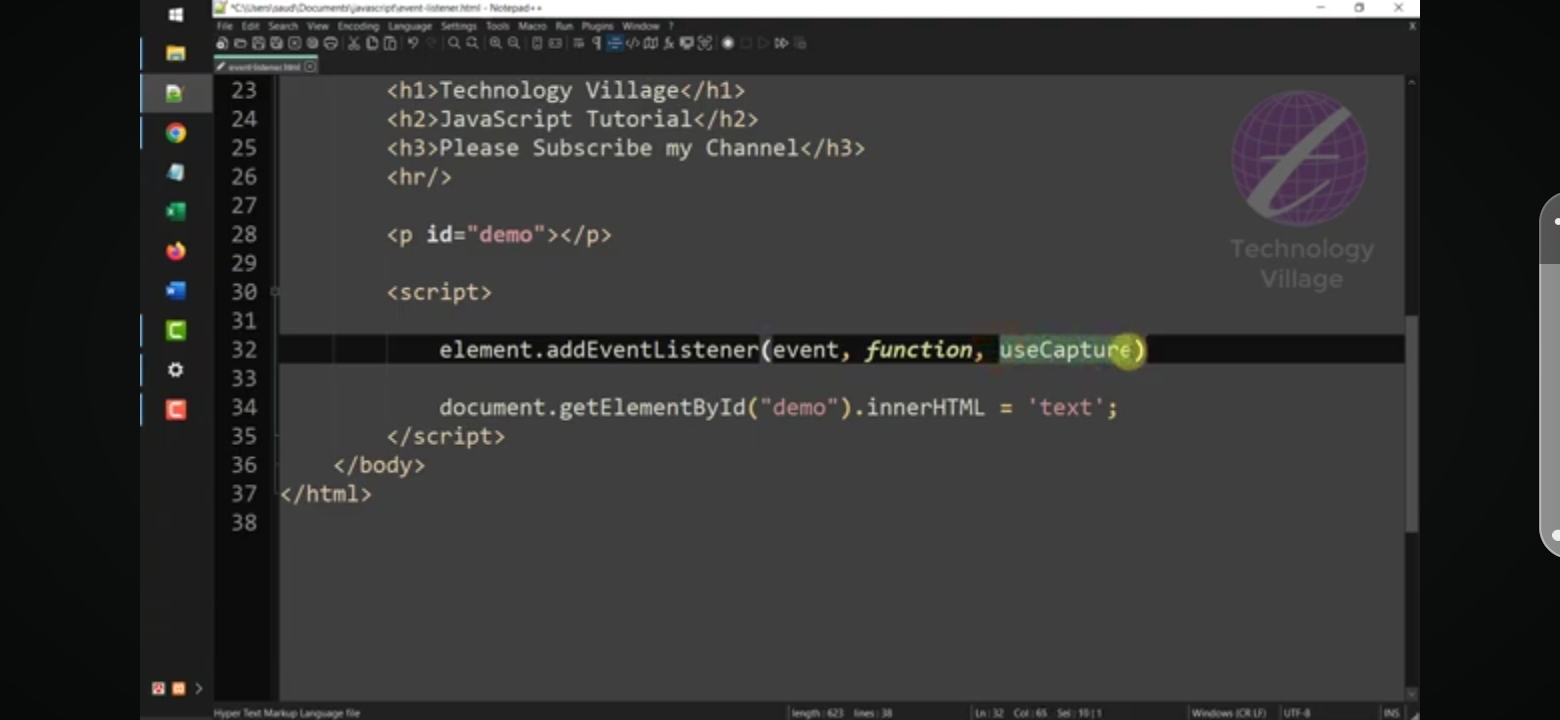 *C:\Users\saud\Documents\javascript\event-listener.html - Notepad++
File Edit Search View Encoding Language Settings Tools Macro Run Plugins Window ?
event-listener.html
23 <h1>Technology Village</h1>
24 <h2>JavaScript Tutorial</h2>
25 <h3>Please Subscribe my Channel</h3>
26 <hr/>
27
28 <p id="demo"></p>
29
30 <script>
31
32 element.addEventListener(event, function, useCapture)
33
34 document.getElementById("demo").innerHTML = 'text';
35 </script>
36 </body>
37 </html>
38
Technology
Village
Hyper Text Markup Language file length : 623 lines : 38 Ln : 32 Col : 65 Sel : 10 | 1 Windows (CR LF) UTF-8 INS